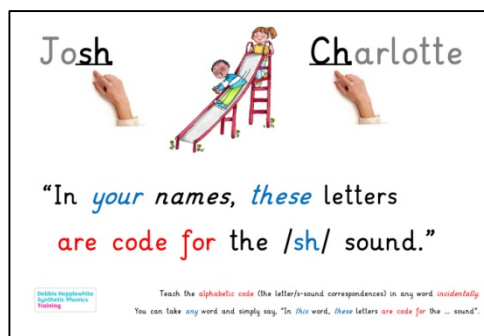 Josh Charlotte
“In your names, these letters
are code for the /sh/ sound.”
Debbie Hepplewhite
Synthetic Phonics
Training
Teach the alphabetic code (the letter/s-sound correspondences) in any word incidentally.
You can take any word and simply say, “In this word, these letters are code for the ... sound”.